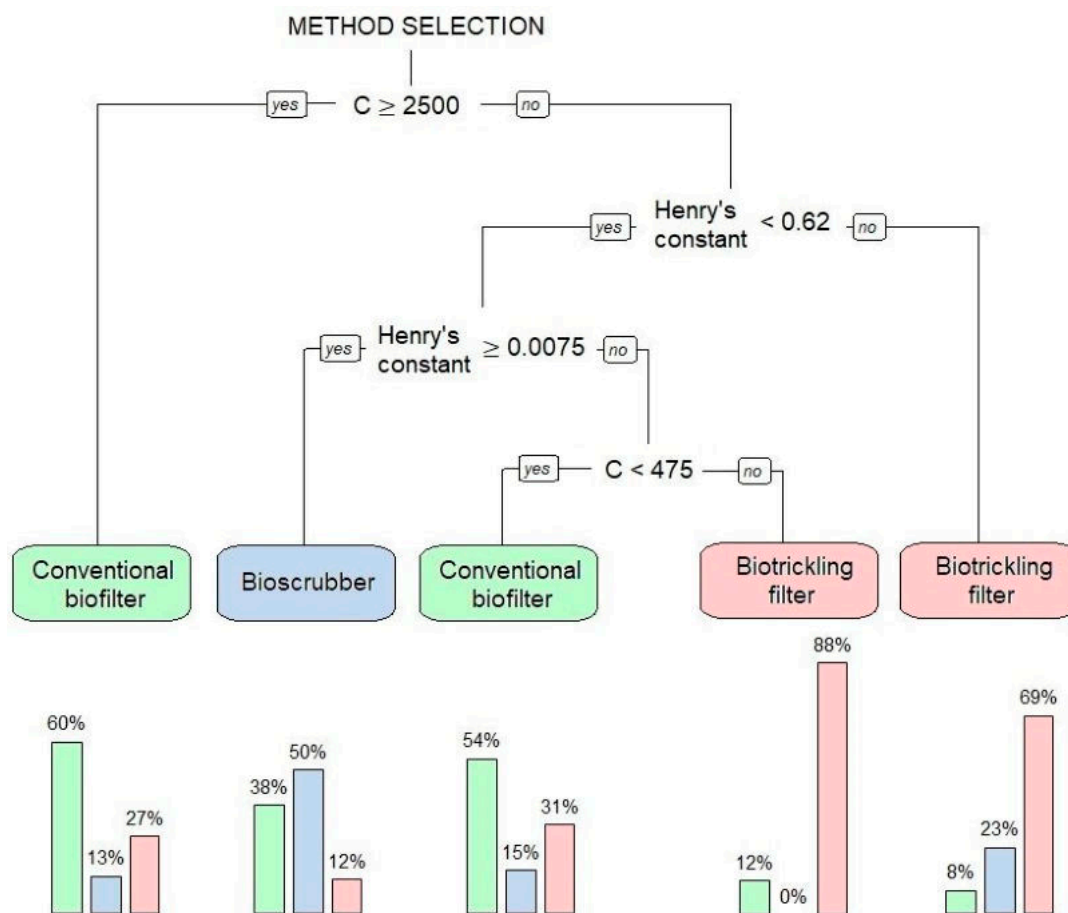 METHOD SELECTION
yes C ≥ 2500 no
yes Henry's constant < 0.62 no
yes Henry's constant ≥ 0.0075 no
yes C < 475 no
Conventional
biofilter
Bioscrubber
Conventional
biofilter
Biotrickling
filter
Biotrickling
filter
60%
13%
27%
38%
50%
12%
54%
15%
31%
12%
0%
88%
8%
23%
69%